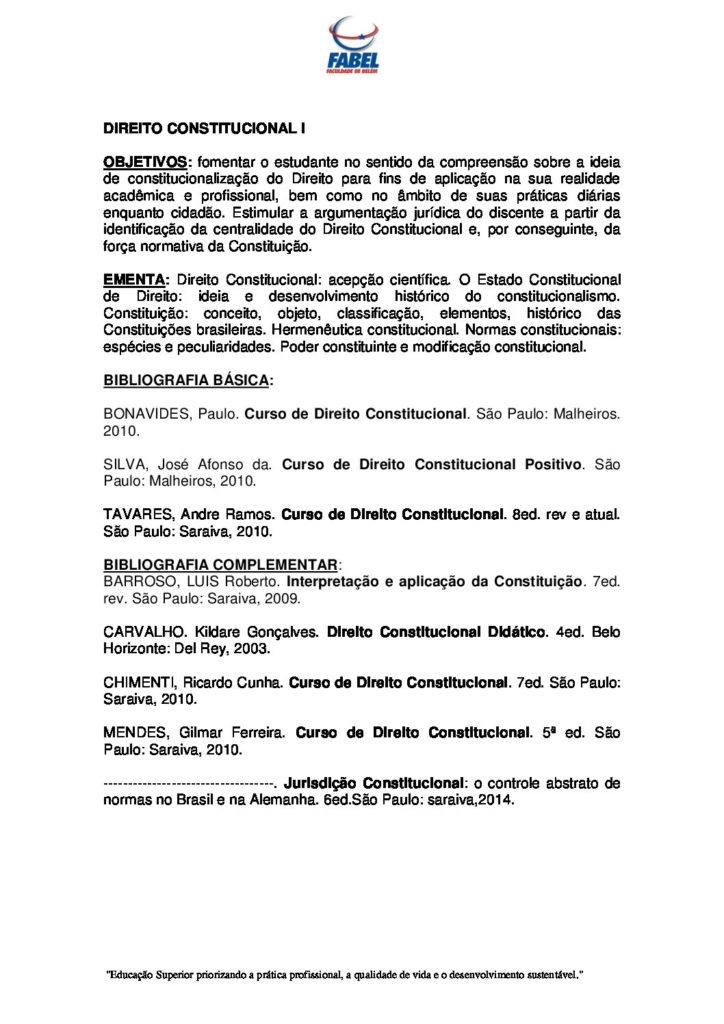 FABEL
FACULDADE DE BELÉM
DIREITO CONSTITUCIONAL I
OBJETIVOS: fomentar o estudante no sentido da compreensão sobre a ideia
de constitucionalização do Direito para fins de aplicação na sua realidade
acadêmica e profissional, bem como no âmbito de suas práticas diárias
enquanto cidadão. Estimular a argumentação jurídica do discente a partir da
identificação da centralidade do Direito Constitucional e, por conseguinte, da
força normativa da Constituição.
EMENTA: Direito Constitucional: acepção científica. O Estado Constitucional
de Direito: ideia e desenvolvimento histórico do constitucionalismo.
Constituição: conceito, objeto, classificação, elementos, histórico das
Constituições brasileiras. Hermenêutica constitucional. Normas constitucionais:
espécies e peculiaridades. Poder constituinte e modificação constitucional.
BIBLIOGRAFIA BÁSICA:
BONAVIDES, Paulo. Curso de Direito Constitucional. São Paulo: Malheiros.
2010.
SILVA, José Afonso da. Curso de Direito Constitucional Positivo. São
Paulo: Malheiros, 2010.
TAVARES, Andre Ramos. Curso de Direito Constitucional. 8ed. rev e atual.
São Paulo: Saraiva, 2010.
BIBLIOGRAFIA COMPLEMENTAR:
BARROSO, LUIS Roberto. Interpretação e aplicação da Constituição. 7ed.
rev. São Paulo: Saraiva, 2009.
CARVALHO. Kildare Gonçalves. Direito Constitucional Didático. 4ed. Belo
Horizonte: Del Rey, 2003.
CHIMENTI, Ricardo Cunha. Curso de Direito Constitucional. 7ed. São Paulo:
Saraiva, 2010.
MENDES, Gilmar Ferreira. Curso de Direito Constitucional. 5ª ed. São
Paulo: Saraiva, 2010.
-----------------------------------. Jurisdição Constitucional: o controle abstrato de
normas no Brasil e na Alemanha. 6ed.São Paulo: saraiva,2014.
"Educação Superior priorizando a prática profissional, a qualidade de vida e o desenvolvimento sustentável."